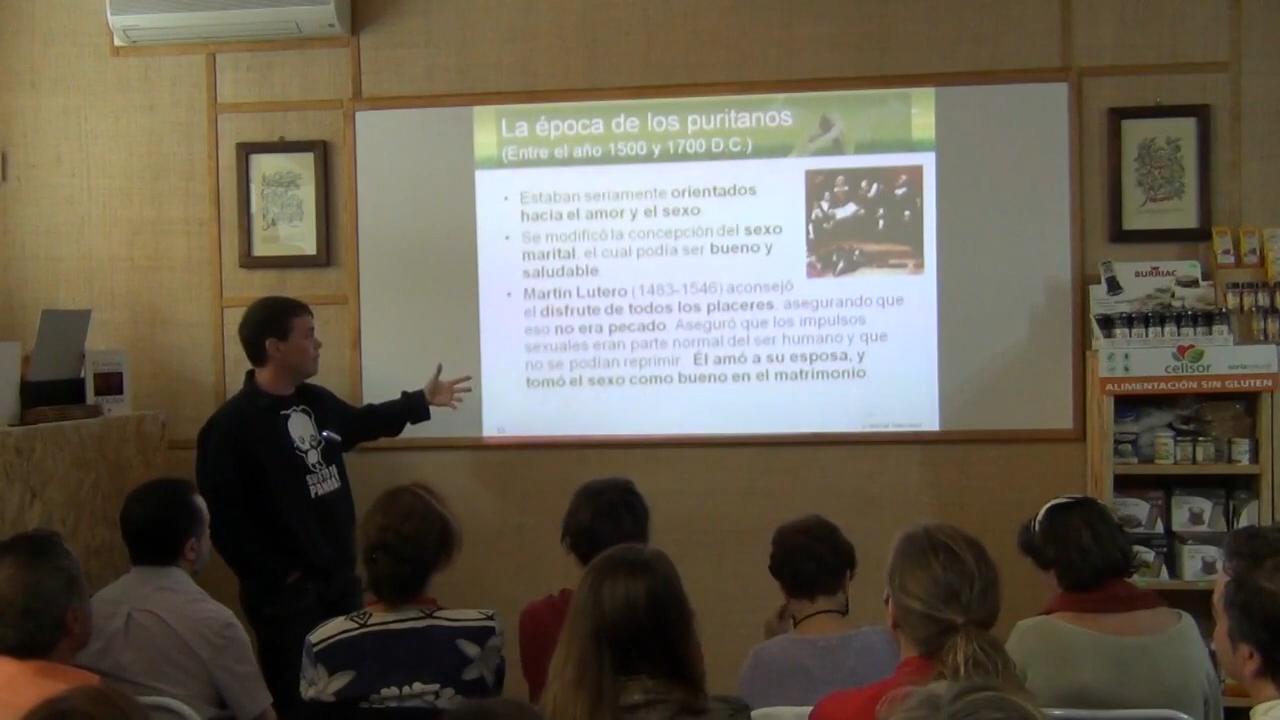 La época de los puritanos
(Entre el año 1500 y 1700 D.C.)
• Estaban seriamente orientados
hacia el amor y el sexo
• Se modificó la concepción del sexo
marital, el cual podía ser bueno y
saludable
• Martín Lutero (1483-1546) aconsejó
el disfrute de todos los placeres, asegurando que
eso no era pecado. Aseguró que los impulsos
sexuales eran parte normal del ser humano y que
no se podían reprimir. Él amó a su esposa, y
tomó el sexo como bueno en el matrimonio
BURRIAC
celisor
ALIMENTACIÓN SIN GLUTEN